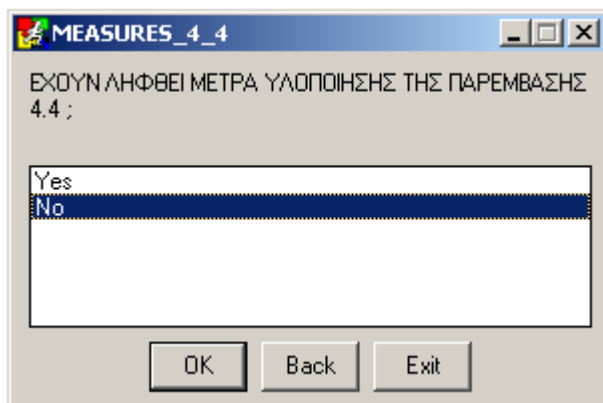 MEASURES_4_4
ΕΧΟΥΝ ΛΗΦΘΕΙ ΜΕΤΡΑ ΥΛΟΠΟΙΗΣΗΣ ΤΗΣ ΠΑΡΕΜΒΑΣΗΣ
4.4 ;
Yes
No
OK Back Exit